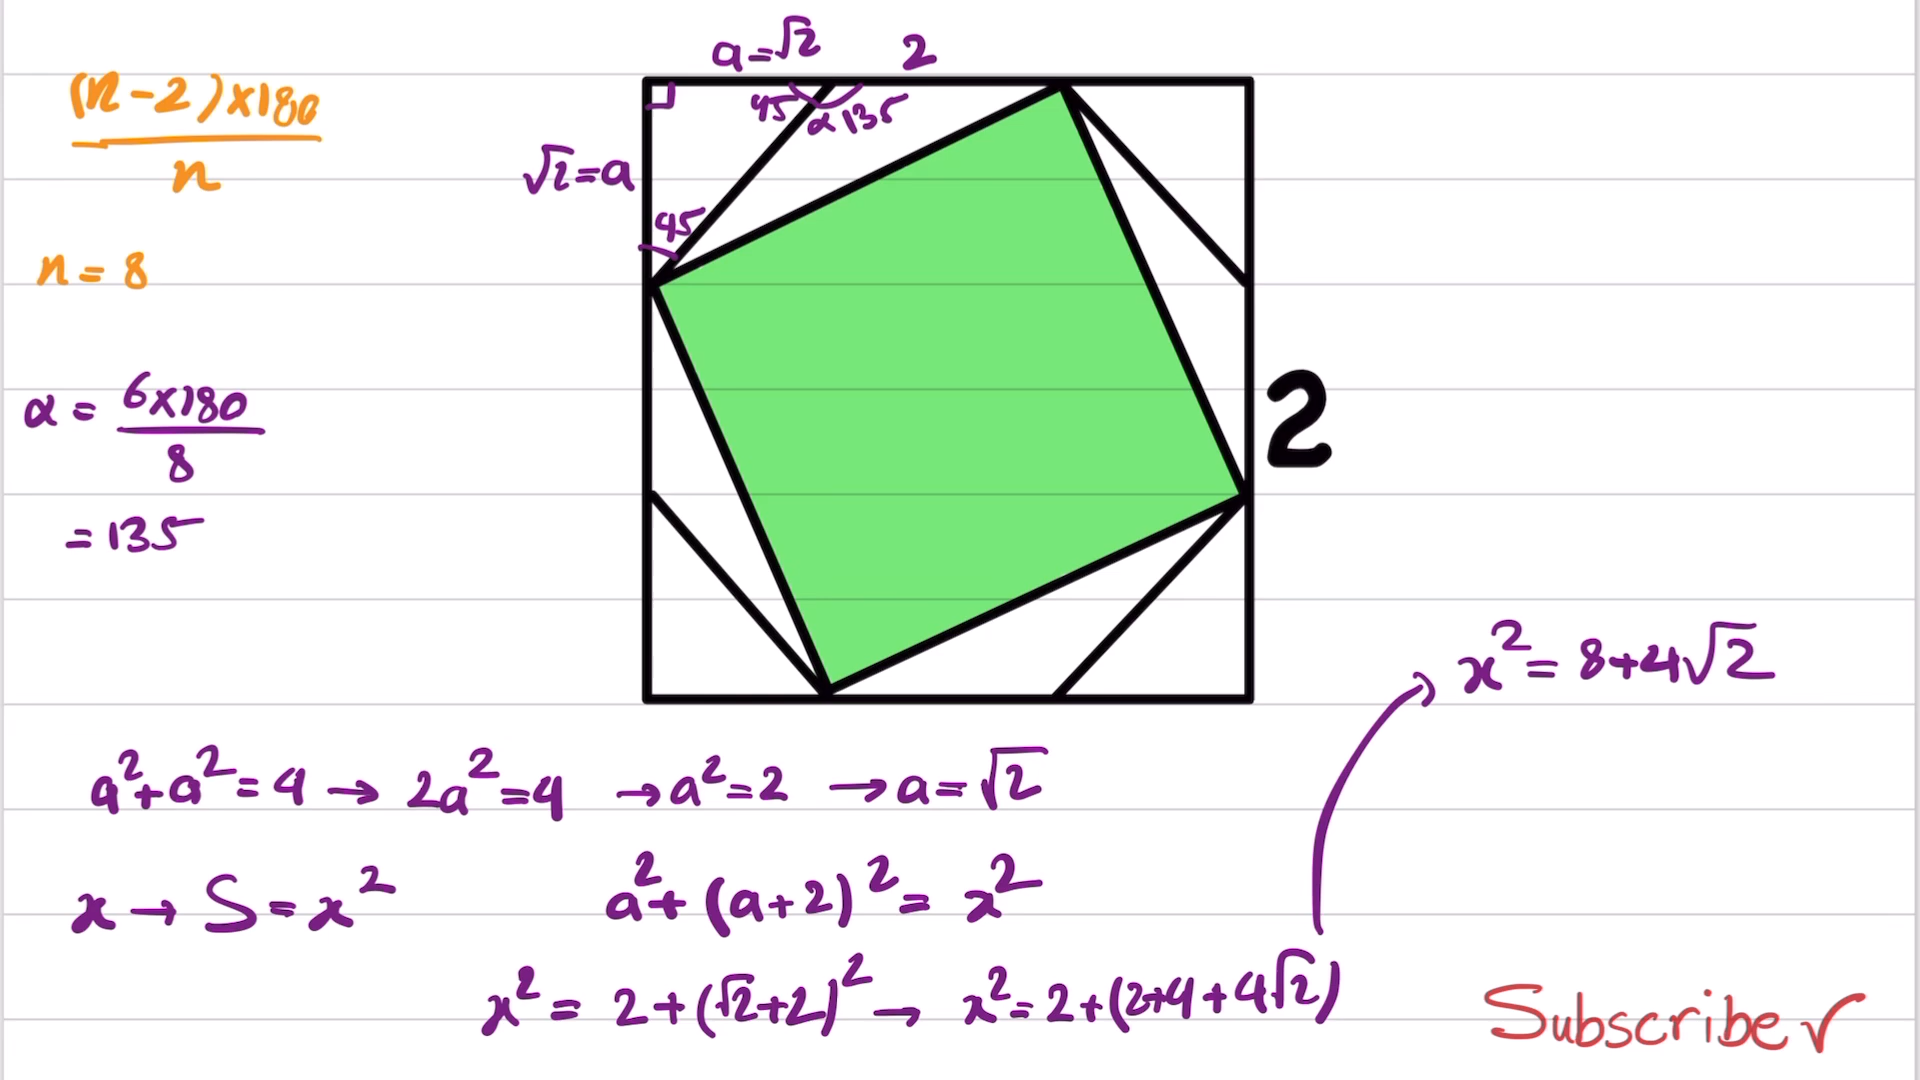 (n-2)×180
n
n = 8
α = 6×180
8
= 135
a=√2
2
√2=a
45
α
135
45
2
a²+a²=4 → 2a²=4 → a²=2 → a=√2
x → S = x²
a²+(a+2)² = x²
x² = 2+(√2+2)² → x²=2+(2+4+4√2)
x² = 8+4√2
Subscribe ✓